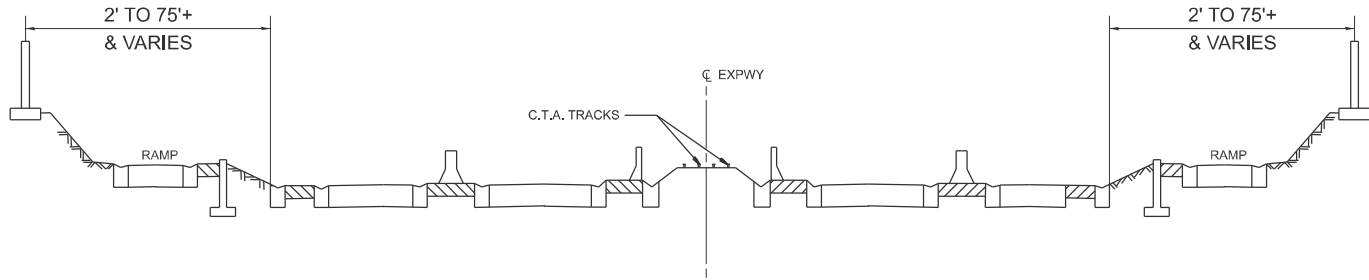 2' TO 75'+
& VARIES
2' TO 75'+
& VARIES
℄ EXPWY
C.T.A. TRACKS
RAMP
RAMP